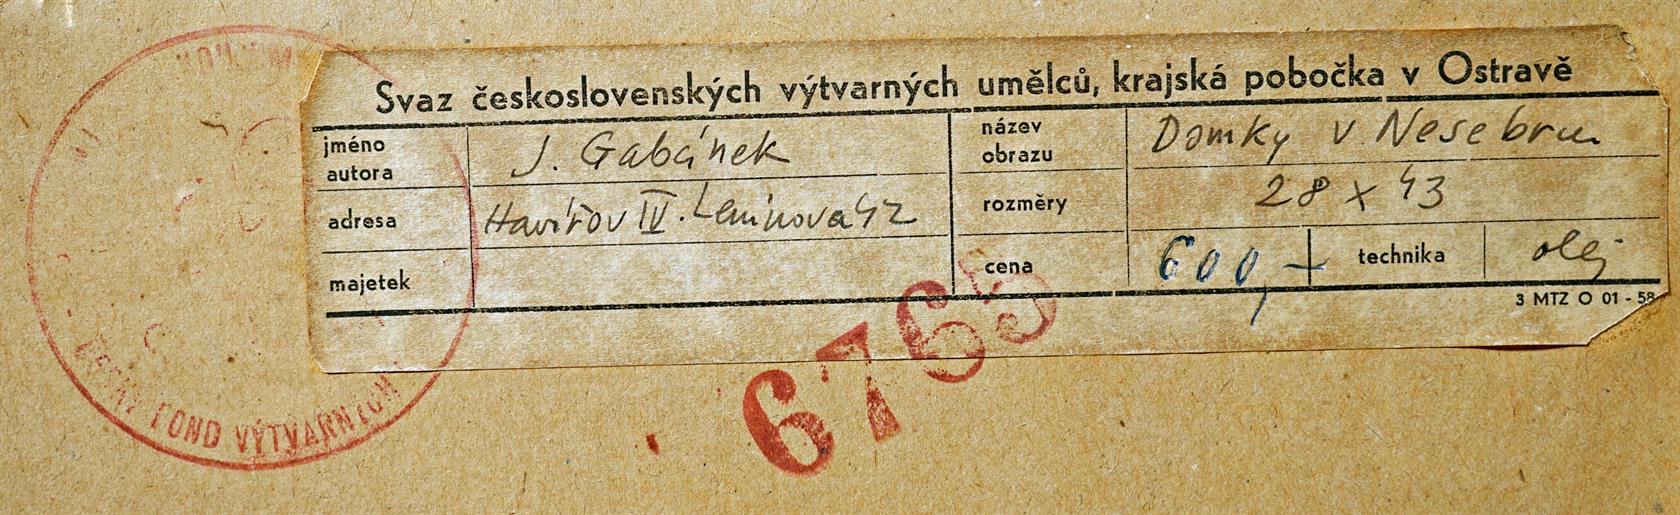 Svaz československých výtvarných umělců, krajská pobočka v Ostravě
jméno autora J. Gabánek
název obrazu Domky v Nesebru
adresa Havířov IV. Leninova 42
rozměry 28 x 43
majetek
cena 600,- technika olej
3 MTZ O 01 - 58
6765
FOND VÝTVARNÝCH